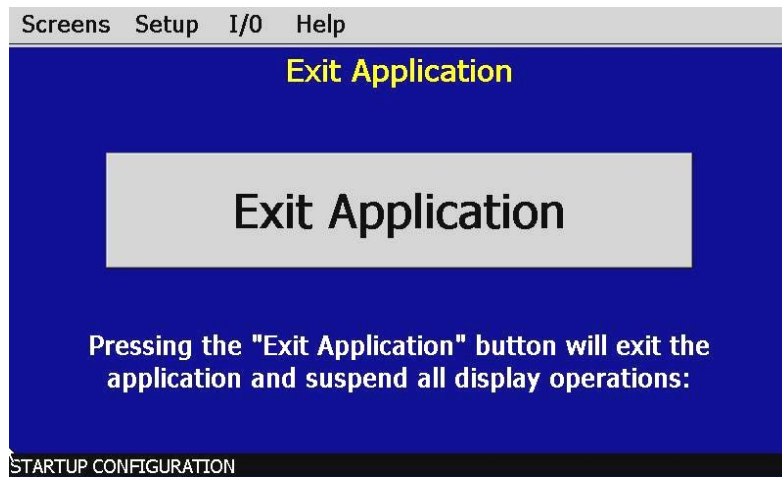 Screens Setup I/0 Help
Exit Application
Exit Application
Pressing the "Exit Application" button will exit the
application and suspend all display operations:
STARTUP CONFIGURATION